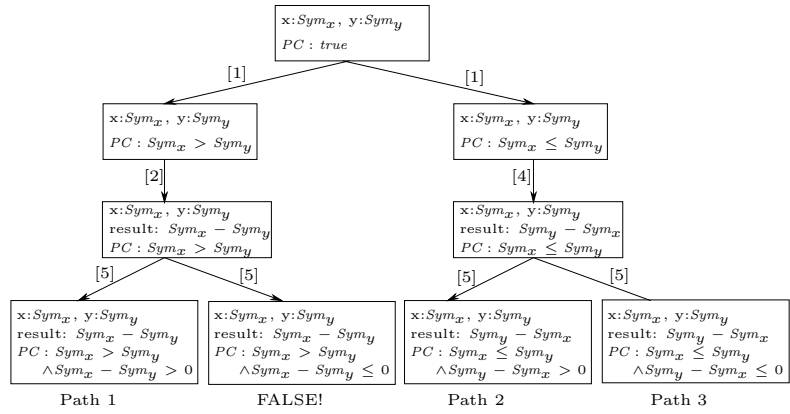 x:Sym_x, y:Sym_y
PC : true
[1]
[1]
x:Sym_x, y:Sym_y
PC : Sym_x > Sym_y
x:Sym_x, y:Sym_y
PC : Sym_x ≤ Sym_y
[2]
[4]
x:Sym_x, y:Sym_y
result: Sym_x − Sym_y
PC : Sym_x > Sym_y
x:Sym_x, y:Sym_y
result: Sym_y − Sym_x
PC : Sym_x ≤ Sym_y
[5]
[5]
[5]
[5]
x:Sym_x, y:Sym_y
result: Sym_x − Sym_y
PC : Sym_x > Sym_y
∧Sym_x − Sym_y > 0
x:Sym_x, y:Sym_y
result: Sym_x − Sym_y
PC : Sym_x > Sym_y
∧Sym_x − Sym_y ≤ 0
x:Sym_x, y:Sym_y
result: Sym_y − Sym_x
PC : Sym_x ≤ Sym_y
∧Sym_y − Sym_x > 0
x:Sym_x, y:Sym_y
result: Sym_y − Sym_x
PC : Sym_x ≤ Sym_y
∧Sym_y − Sym_x ≤ 0
Path 1
FALSE!
Path 2
Path 3